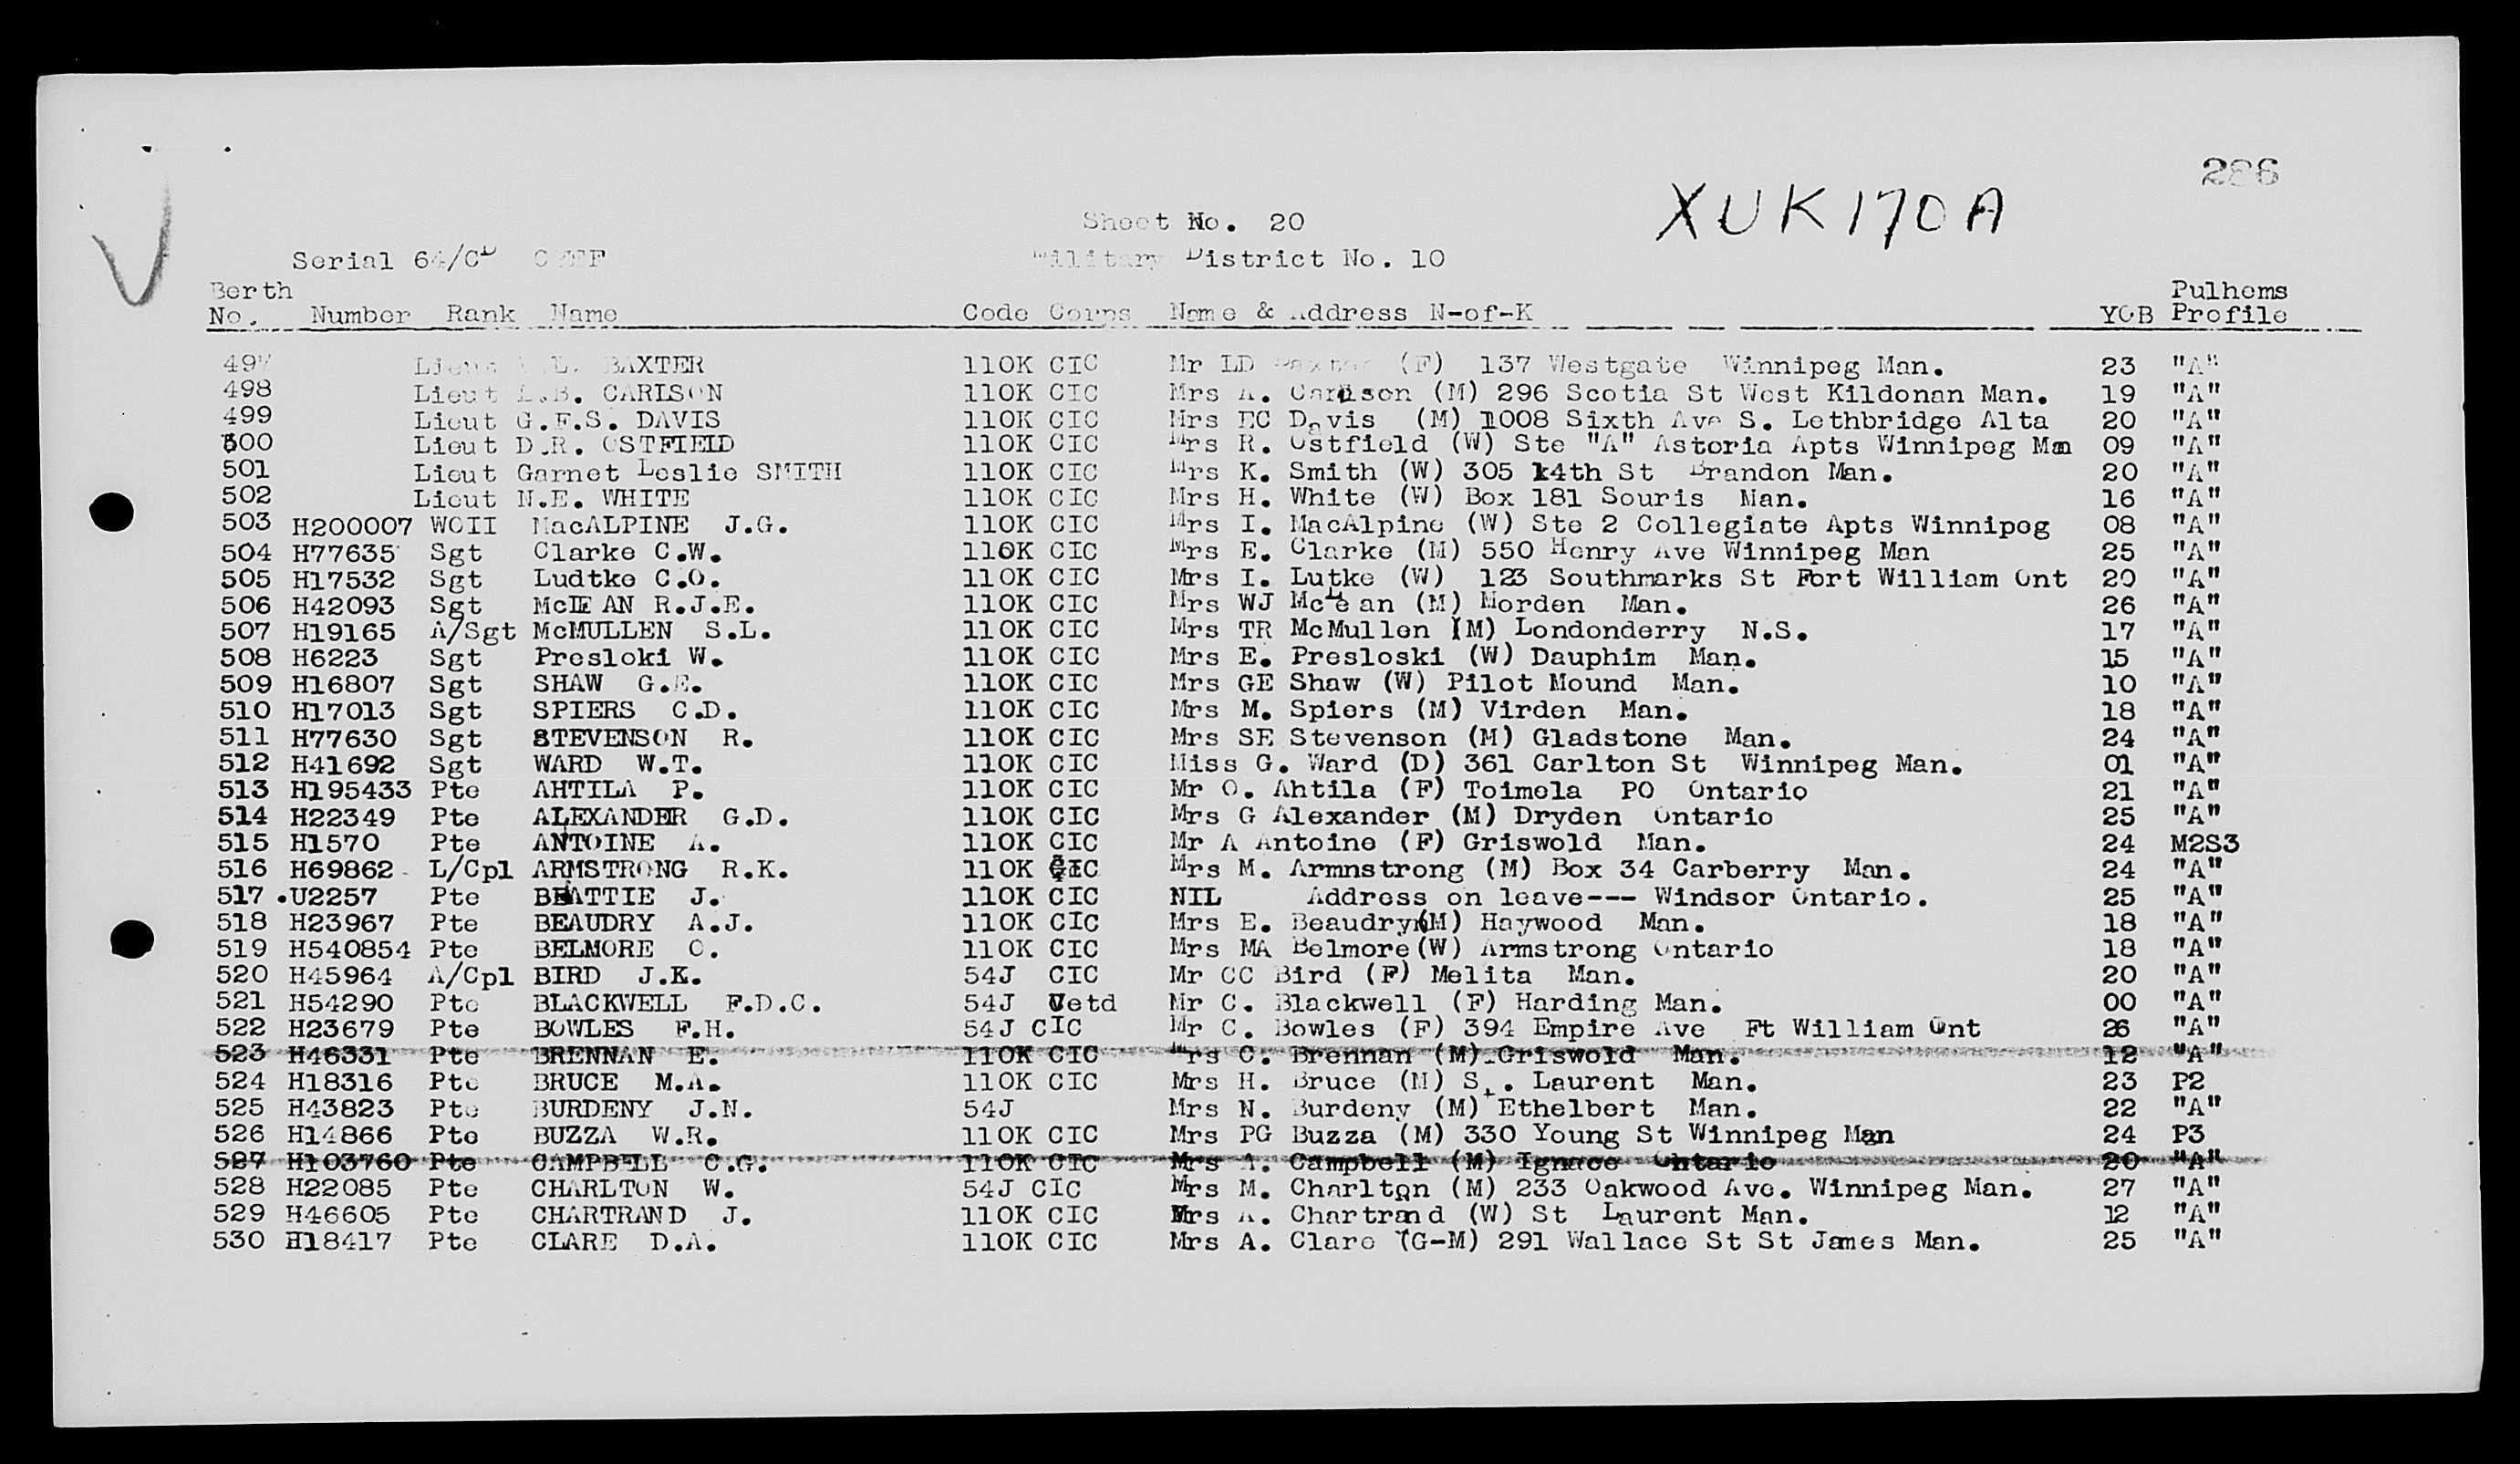 286
XUK170A
Sheet No. 20
Serial 64/CD
Military District No. 10
Berth No. Number Rank Name Code Corps Name & Address N-of-K YOB Pulhems Profile
497 Lieut L. BAXTER 110K CIC Mr LD (F) 137 Westgate Winnipeg Man. 23 "A"
498 Lieut B. CARLSON 110K CIC Mrs A. Carlson (M) 296 Scotia St West Kildonan Man. 19 "A"
499 Lieut G.F.S. DAVIS 110K CIC Mrs EC Davis (M) 1008 Sixth Ave S. Lethbridge Alta 20 "A"
500 Lieut D.R. OSTFIELD 110K CIC Mrs R. Ostfield (W) Ste "A" Astoria Apts Winnipeg Man 09 "A"
501 Lieut Garnet Leslie SMITH 110K CIC Mrs K. Smith (W) 305 14th St Brandon Man. 20 "A"
502 Lieut N.E. WHITE 110K CIC Mrs H. White (W) Box 181 Souris Man. 16 "A"
503 H200007 WOII MacALPINE J.G. 110K CIC Mrs I. MacAlpine (W) Ste 2 Collegiate Apts Winnipeg 08 "A"
504 H77635 Sgt Clarke C.W. 110K CIC Mrs E. Clarke (M) 550 Henry Ave Winnipeg Man 25 "A"
505 H17532 Sgt Ludtke C.O. 110K CIC Mrs I. Lutke (W) 123 Southmarks St Fort William Ont 20 "A"
506 H42093 Sgt McLEAN R.J.E. 110K CIC Mrs WJ McLean (M) Morden Man. 26 "A"
507 H19165 A/Sgt McMULLEN S.L. 110K CIC Mrs TR McMullen (M) Londonderry N.S. 17 "A"
508 H6223 Sgt Presloki W. 110K CIC Mrs E. Presloski (W) Dauphim Man. 15 "A"
509 H16807 Sgt SHAW G.E. 110K CIC Mrs GE Shaw (W) Pilot Mound Man. 10 "A"
510 H17013 Sgt SPIERS C.D. 110K CIC Mrs M. Spiers (M) Virden Man. 18 "A"
511 H77630 Sgt STEVENSON R. 110K CIC Mrs SE Stevenson (M) Gladstone Man. 24 "A"
512 H41692 Sgt WARD W.T. 110K CIC Miss G. Ward (D) 361 Carlton St Winnipeg Man. 01 "A"
513 H195433 Pte AHTILA P. 110K CIC Mr O. Ahtila (F) Toimela PO Ontario 21 "A"
514 H22349 Pte ALEXANDER G.D. 110K CIC Mrs G Alexander (M) Dryden Ontario 25 "A"
515 H1570 Pte ANTOINE A. 110K CIC Mr A Antoine (F) Griswold Man. 24 M2S3
516 H69862 L/Cpl ARMSTRONG R.K. 110K CIC Mrs M. Armnstrong (M) Box 34 Carberry Man. 24 "A"
517 U2257 Pte BEATTIE J. 110K CIC NIL Address on leave--- Windsor Ontario. 25 "A"
518 H23967 Pte BEAUDRY A.J. 110K CIC Mrs E. Beaudry(M) Haywood Man. 18 "A"
519 H540854 Pte BELMORE C. 110K CIC Mrs MA Belmore(W) Armstrong Ontario 18 "A"
520 H45964 A/Cpl BIRD J.K. 54J CIC Mr CC Bird (F) Melita Man. 20 "A"
521 H54290 Pte BLACKWELL F.D.C. 54J Vetd Mr C. Blackwell (F) Harding Man. 00 "A"
522 H23679 Pte BOWLES F.H. 54J CIC Mr C. Bowles (F) 394 Empire Ave Ft William Ont 26 "A"
523 H46331 Pte BRENNAN E. 110K CIC Mrs C. Brennan (M) Griswold Man. 12 "A"
524 H18316 Pte BRUCE M.A. 110K CIC Mrs H. Bruce (M) St. Laurent Man. 23 P2
525 H43823 Pte BURDENY J.N. 54J Mrs N. Burdeny (M) Ethelbert Man. 22 "A"
526 H14866 Pte BUZZA W.R. 110K CIC Mrs PG Buzza (M) 330 Young St Winnipeg Man 24 P3
527 H103760 Pte CAMPBELL C.G. 110K CIC Mrs A. Campbell (M) Ignace Ontario 20 "A"
528 H22085 Pte CHARLTON W. 54J CIC Mrs M. Charlton (M) 233 Oakwood Ave. Winnipeg Man. 27 "A"
529 H46605 Pte CHARTRAND J. 110K CIC Mrs A. Chartrand (W) St Laurent Man. 12 "A"
530 H18417 Pte CLARE D.A. 110K CIC Mrs A. Clare (G-M) 291 Wallace St St James Man. 25 "A"